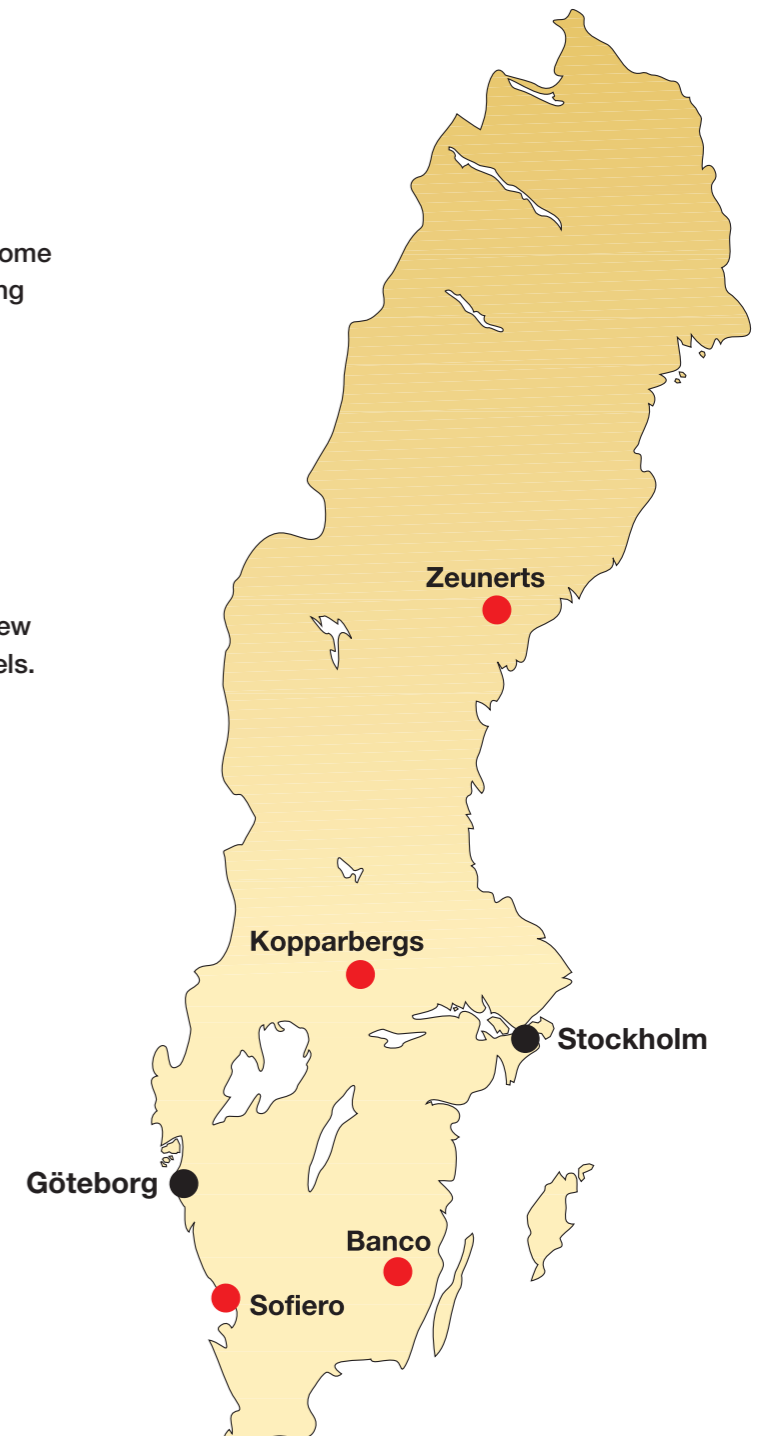 ome
ng
Zeunerts
ew
els.
Kopparbergs
Stockholm
Göteborg
Banco
Sofiero